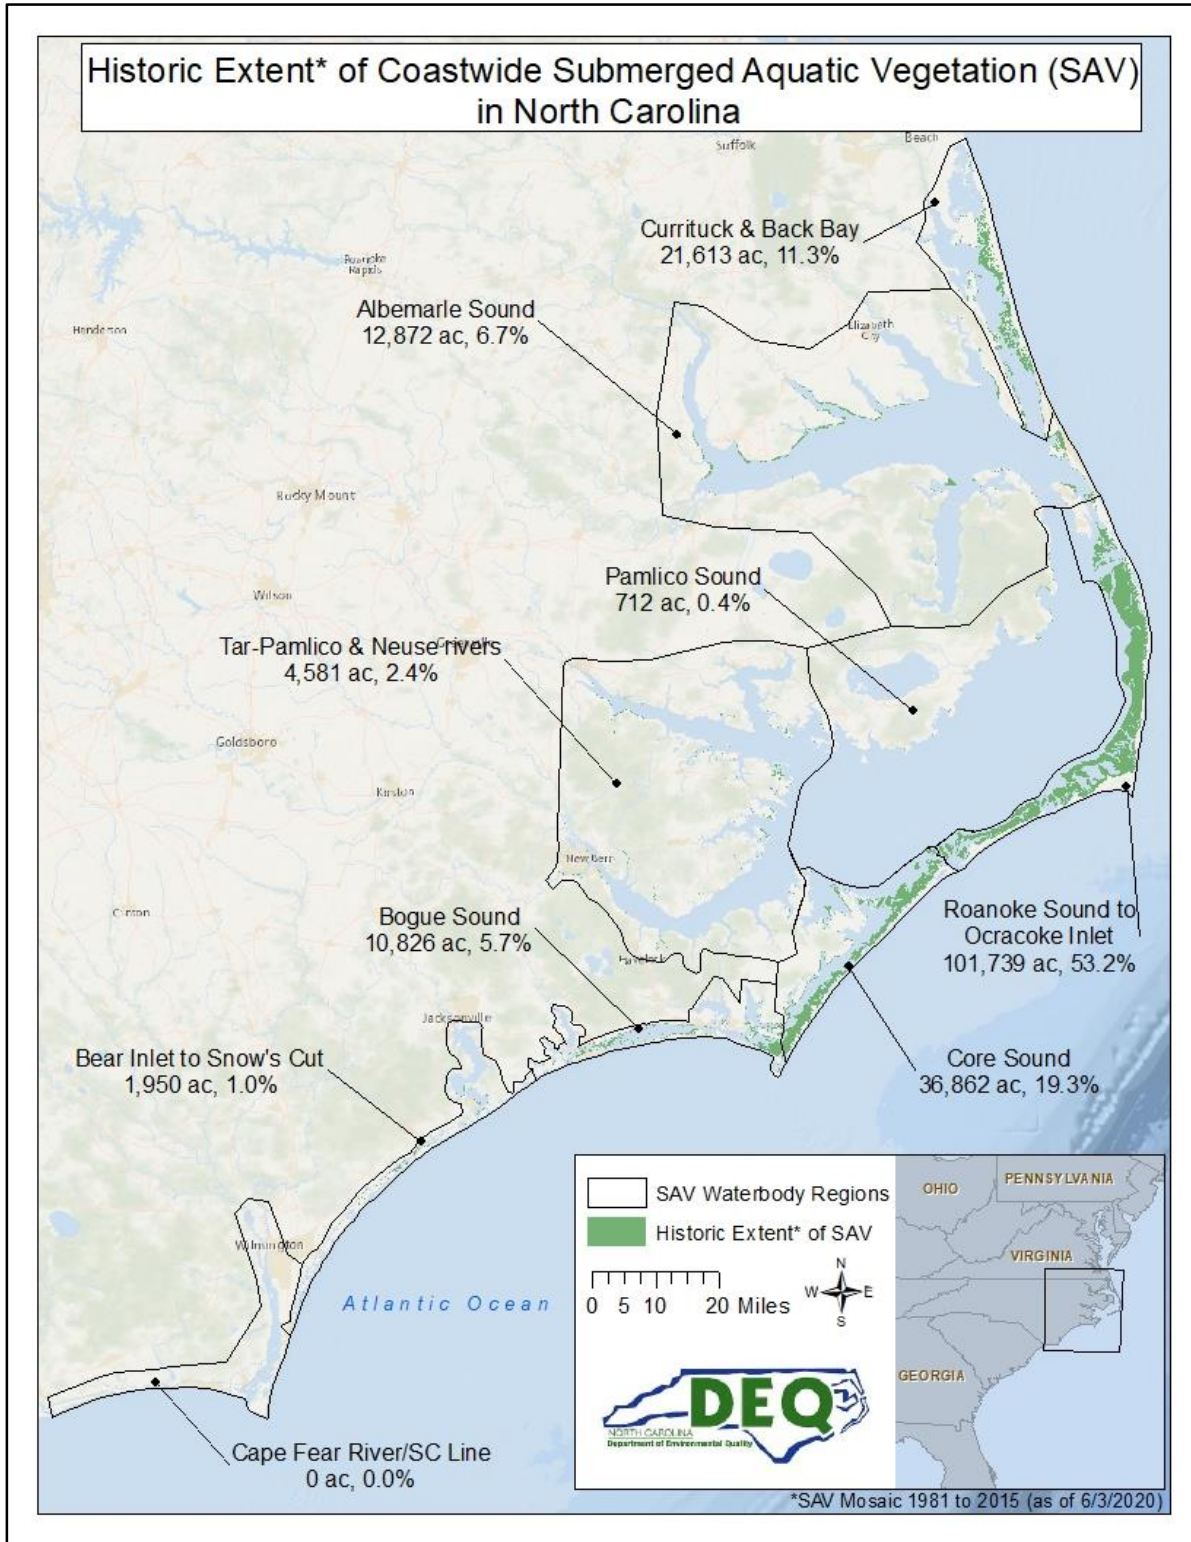 Historic Extent* of Coastwide Submerged Aquatic Vegetation (SAV)
in North Carolina
Beach
Suffolk
Currituck & Back Bay
21,613 ac, 11.3%
Roanoke
Rapids
Albemarle Sound
12,872 ac, 6.7%
Henderson
Elizabeth
City
Rocky Mount
Pamlico Sound
712 ac, 0.4%
Wilson
Tar-Pamlico & Neuse rivers
4,581 ac, 2.4%
Goldsboro
Kinston
New Bern
Clinton
Bogue Sound
10,826 ac, 5.7%
Roanoke Sound to
Ocracoke Inlet
101,739 ac, 53.2%
Havelock
Jacksonville
Bear Inlet to Snow's Cut
1,950 ac, 1.0%
Core Sound
36,862 ac, 19.3%
Wilmington
Atlantic Ocean
SAV Waterbody Regions
Historic Extent* of SAV
0 5 10 20 Miles
N
W E
S
OHIO
PENNSYLVANIA
VIRGINIA
GEORGIA
DEQ
NORTH CAROLINA
Department of Environmental Quality
Cape Fear River/SC Line
0 ac, 0.0%
*SAV Mosaic 1981 to 2015 (as of 6/3/2020)